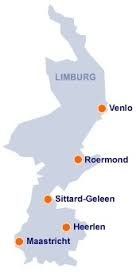 LIMBURG
Venlo
Roermond
Sittard-Geleen
Heerlen
Maastricht